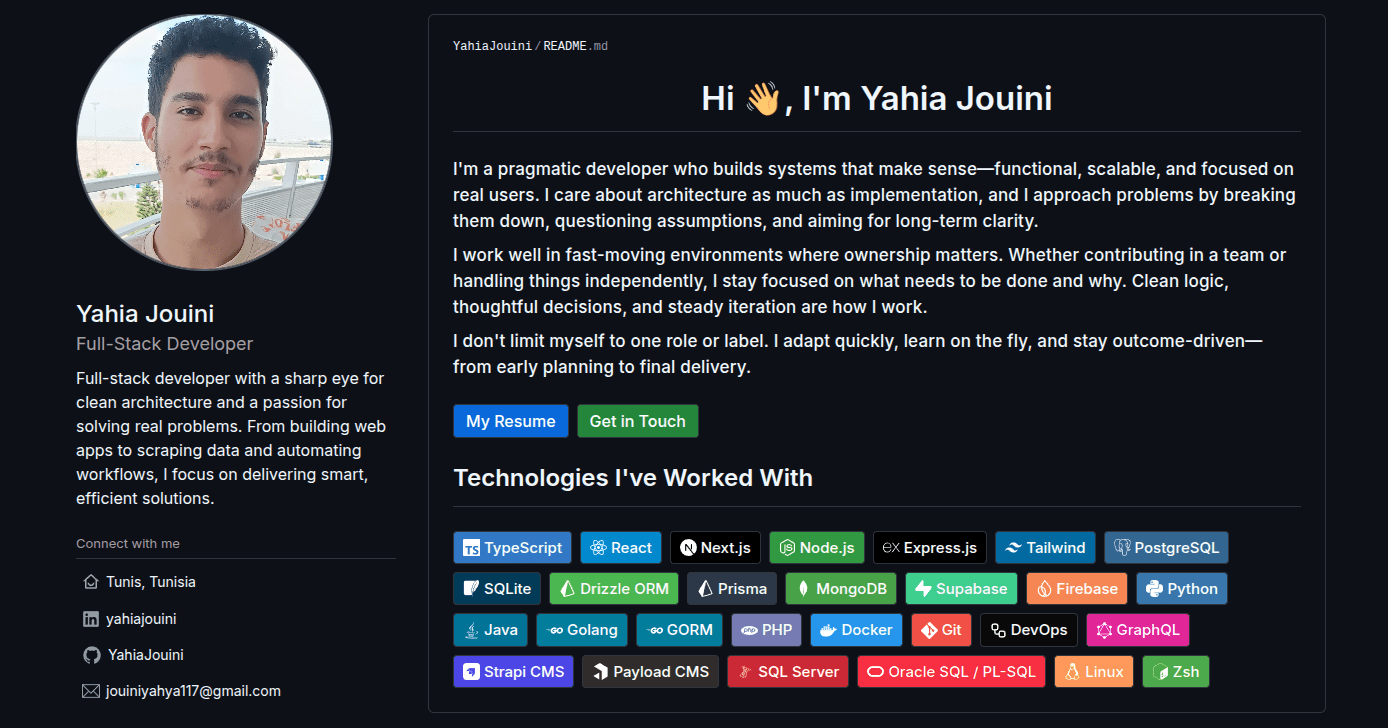 Yahia Jouini
Full-Stack Developer
Full-stack developer with a sharp eye for
clean architecture and a passion for
solving real problems. From building web
apps to scraping data and automating
workflows, I focus on delivering smart,
efficient solutions.
Connect with me
Tunis, Tunisia
yahiajouini
YahiaJouini
jouiniyahya117@gmail.com
YahiaJouini/README.md
Hi 👋, I'm Yahia Jouini
I'm a pragmatic developer who builds systems that make sense—functional, scalable, and focused on
real users. I care about architecture as much as implementation, and I approach problems by breaking
them down, questioning assumptions, and aiming for long-term clarity.
I work well in fast-moving environments where ownership matters. Whether contributing in a team or
handling things independently, I stay focused on what needs to be done and why. Clean logic,
thoughtful decisions, and steady iteration are how I work.
I don't limit myself to one role or label. I adapt quickly, learn on the fly, and stay outcome-driven—
from early planning to final delivery.
My Resume Get in Touch
Technologies I've Worked With
TS TypeScript React Next.js Node.js ex Express.js Tailwind PostgreSQL
SQLite Drizzle ORM Prisma MongoDB Supabase Firebase Python
Java GO Golang GO GORM php PHP Docker Git DevOps GraphQL
Strapi CMS Payload CMS SQL Server Oracle SQL / PL-SQL Linux Zsh